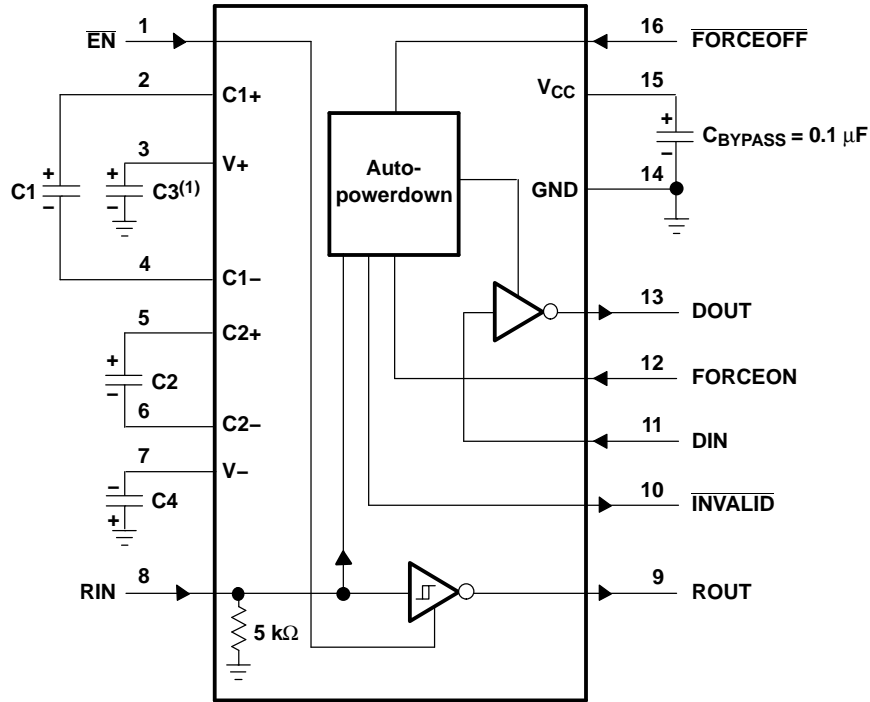 EN 1
2 C1+
3 V+
C1 + −
+ − C3(1)
4 C1−
5 C2+
+ − C2
6 C2−
7 V−
− + C4
RIN 8
5 kΩ
Auto-
powerdown
16 FORCEOFF
VCC 15
+ − CBYPASS = 0.1 μF
GND 14
13 DOUT
12 FORCEON
11 DIN
10 INVALID
9 ROUT